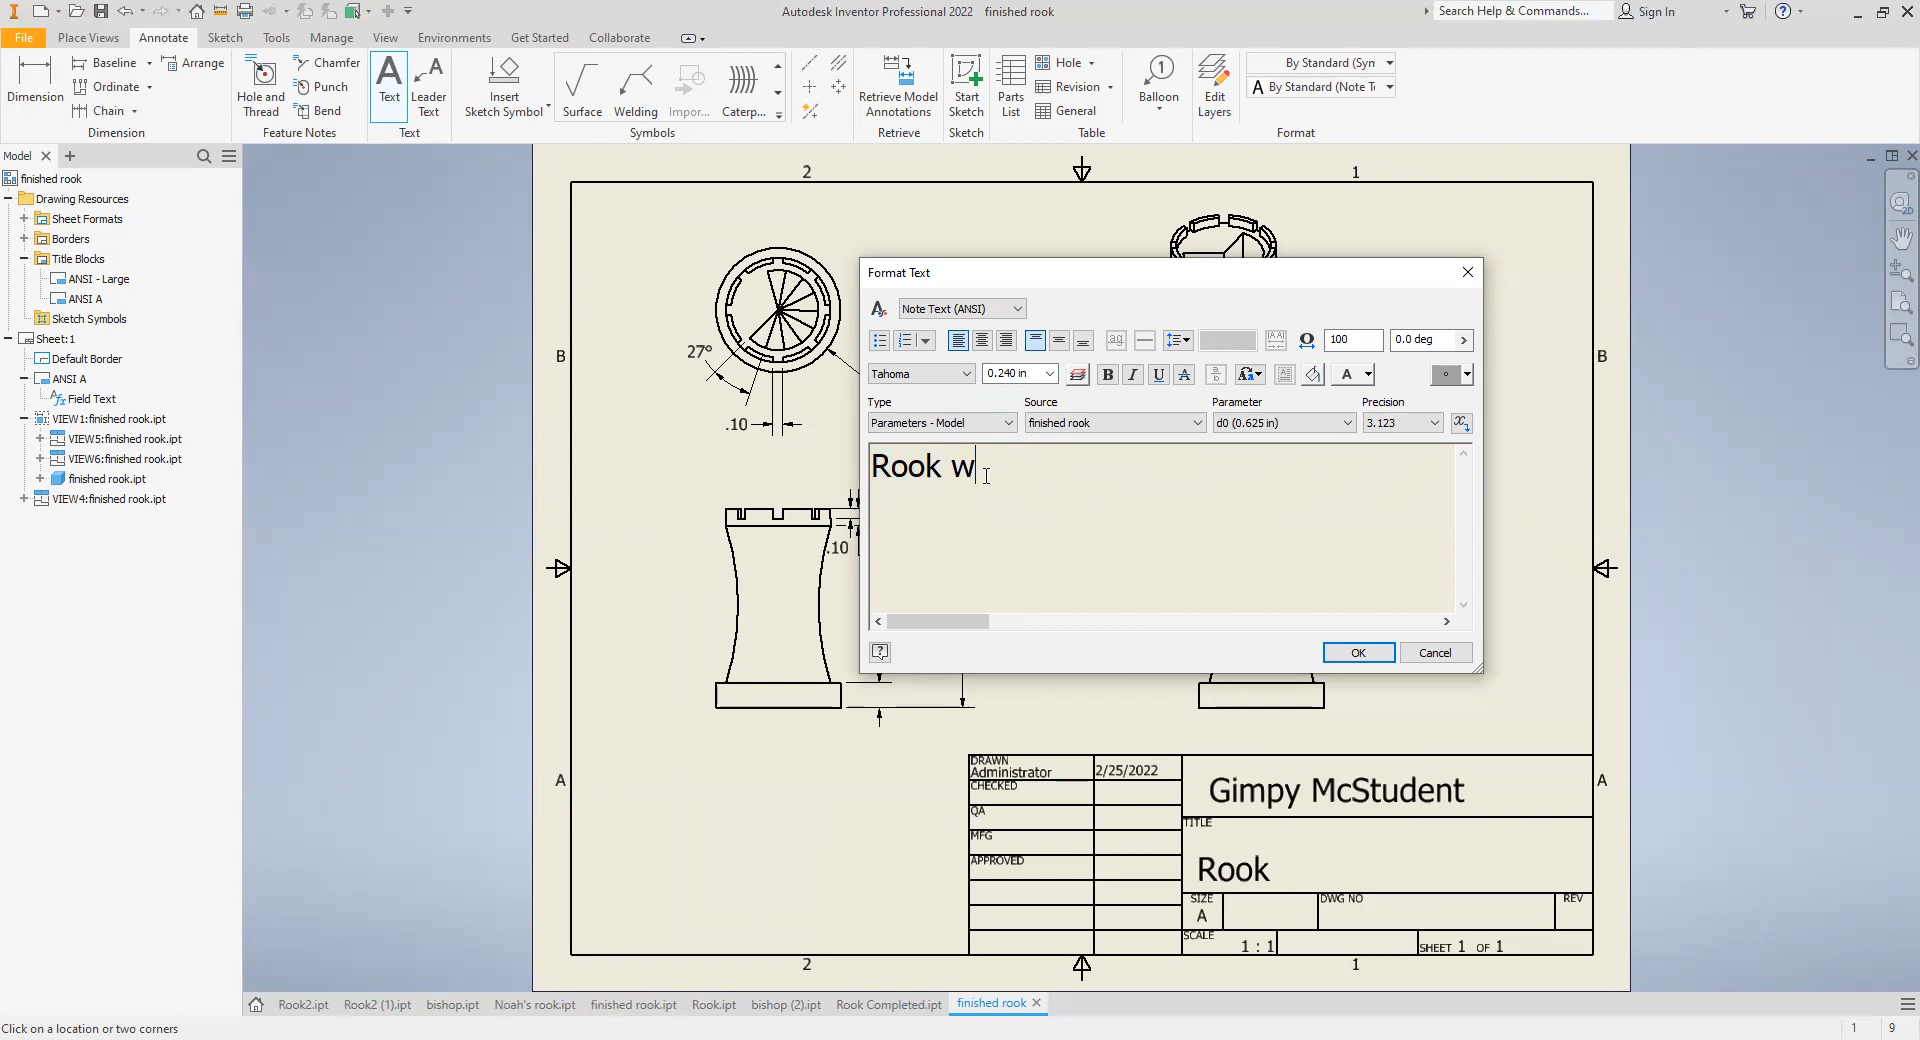 Autodesk Inventor Professional 2022 finished rook
Search Help & Commands...
Sign In
File
Place Views
Annotate
Sketch
Tools
Manage
View
Environments
Get Started
Collaborate
Dimension
Baseline
Ordinate
Chain
Arrange
Dimension
Hole and
Thread
Chamfer
Punch
Bend
Feature Notes
Text
Leader
Text
Text
Insert
Sketch Symbol
Surface
Welding
Impor...
Caterp...
Symbols
Retrieve Model
Annotations
Retrieve
Start
Sketch
Sketch
Parts
List
Hole
Revision
General
Table
Balloon
Edit
Layers
By Standard (Syn
By Standard (Note T
Format
Model
finished rook
Drawing Resources
Sheet Formats
Borders
Title Blocks
ANSI - Large
ANSI A
Sketch Symbols
Sheet:1
Default Border
ANSI A
Field Text
VIEW1:finished rook.ipt
VIEW5:finished rook.ipt
VIEW6:finished rook.ipt
finished rook.ipt
VIEW4:finished rook.ipt
2
1
B
B
27°
.10
.10
A
A
2
1
Format Text
Note Text (ANSI)
100
0.0 deg
Tahoma
0.240 in
B I U A
Type
Source
Parameter
Precision
Parameters - Model
finished rook
d0 (0.625 in)
3.123
Rook w
OK
Cancel
DRAWN
Administrator
2/25/2022
CHECKED
QA
MFG
APPROVED
Gimpy McStudent
TITLE
Rook
SIZE
A
DWG NO
REV
SCALE
1 : 1
SHEET 1 OF 1
Rook2.ipt
Rook2 (1).ipt
bishop.ipt
Noah's rook.ipt
finished rook.ipt
Rook.ipt
bishop (2).ipt
Rook Completed.ipt
finished rook
Click on a location or two corners
1
9